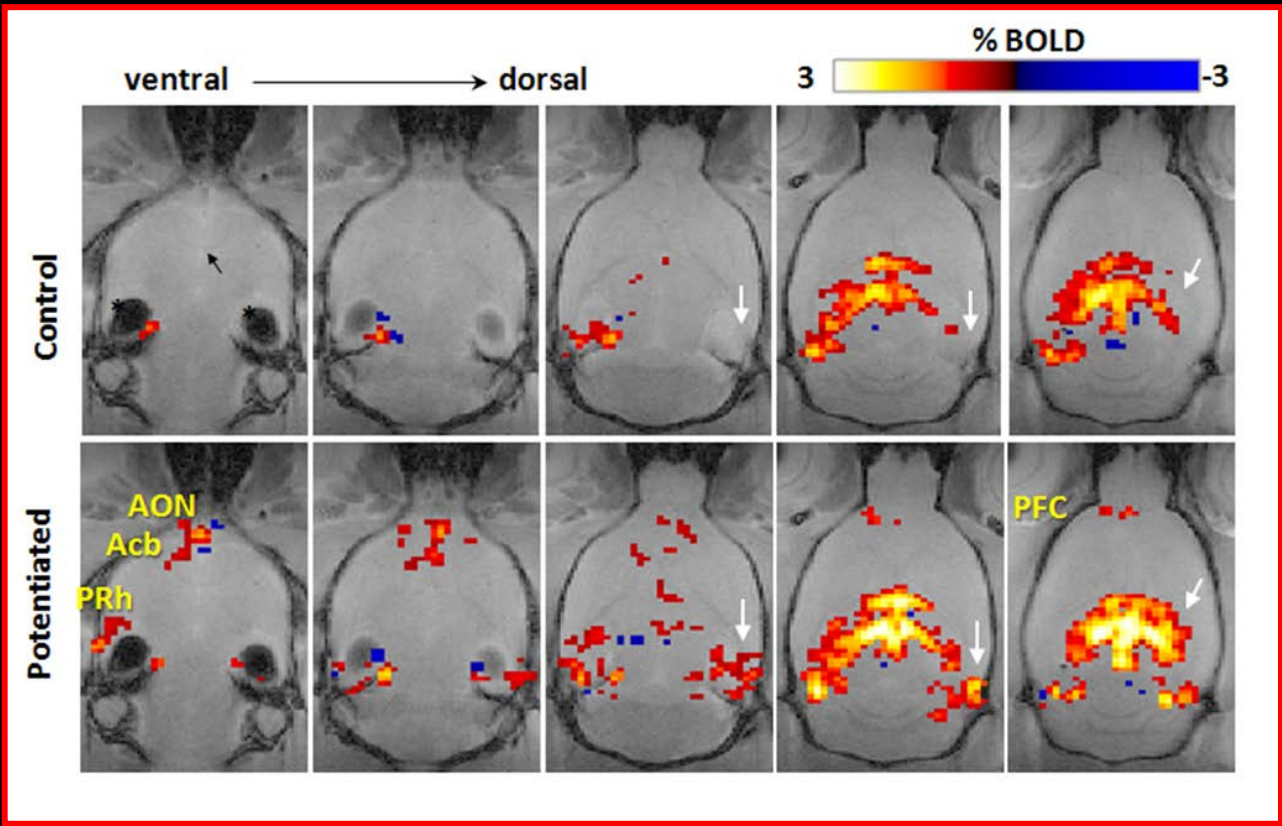 % BOLD
ventral dorsal 3 -3
Control
* *
Potentiated
AON
Acb
PRh
PFC